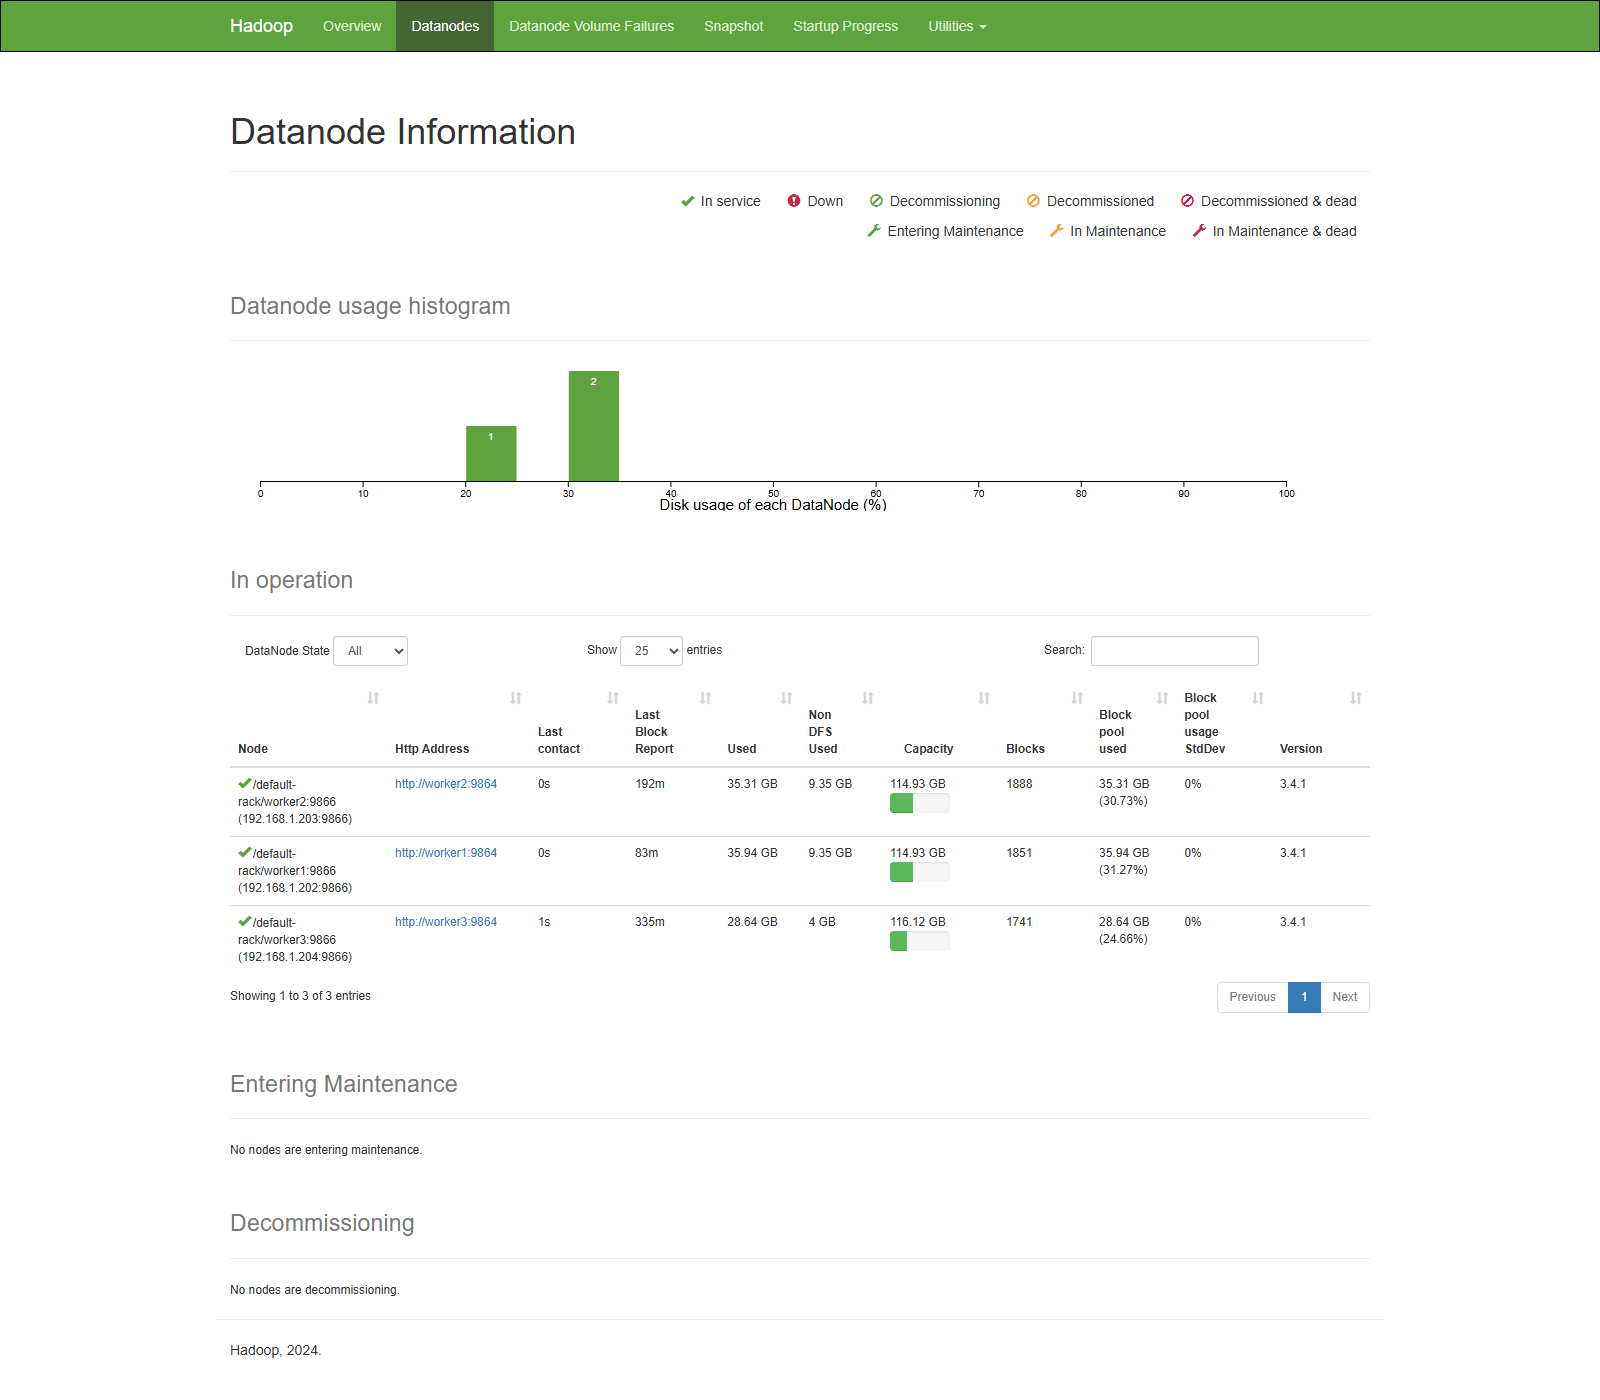 Hadoop Overview Datanodes Datanode Volume Failures Snapshot Startup Progress Utilities
Datanode Information
In service Down Decommissioning Decommissioned Decommissioned & dead
Entering Maintenance In Maintenance In Maintenance & dead
Datanode usage histogram
2
1
0 10 20 30 40 50 60 70 80 90 100
Disk usage of each DataNode (%)
In operation
DataNode State All Show 25 entries Search:
Node Http Address Last contact Last Block Report Used Non DFS Used Capacity Blocks Block pool used Block pool usage StdDev Version
/default- http://worker2:9864 0s 192m 35.31 GB 9.35 GB 114.93 GB 1888 35.31 GB 0% 3.4.1
rack/worker2:9866 (30.73%)
(192.168.1.203:9866)
/default- http://worker1:9864 0s 83m 35.94 GB 9.35 GB 114.93 GB 1851 35.94 GB 0% 3.4.1
rack/worker1:9866 (31.27%)
(192.168.1.202:9866)
/default- http://worker3:9864 1s 335m 28.64 GB 4 GB 116.12 GB 1741 28.64 GB 0% 3.4.1
rack/worker3:9866 (24.66%)
(192.168.1.204:9866)
Showing 1 to 3 of 3 entries Previous 1 Next
Entering Maintenance
No nodes are entering maintenance.
Decommissioning
No nodes are decommissioning.
Hadoop, 2024.